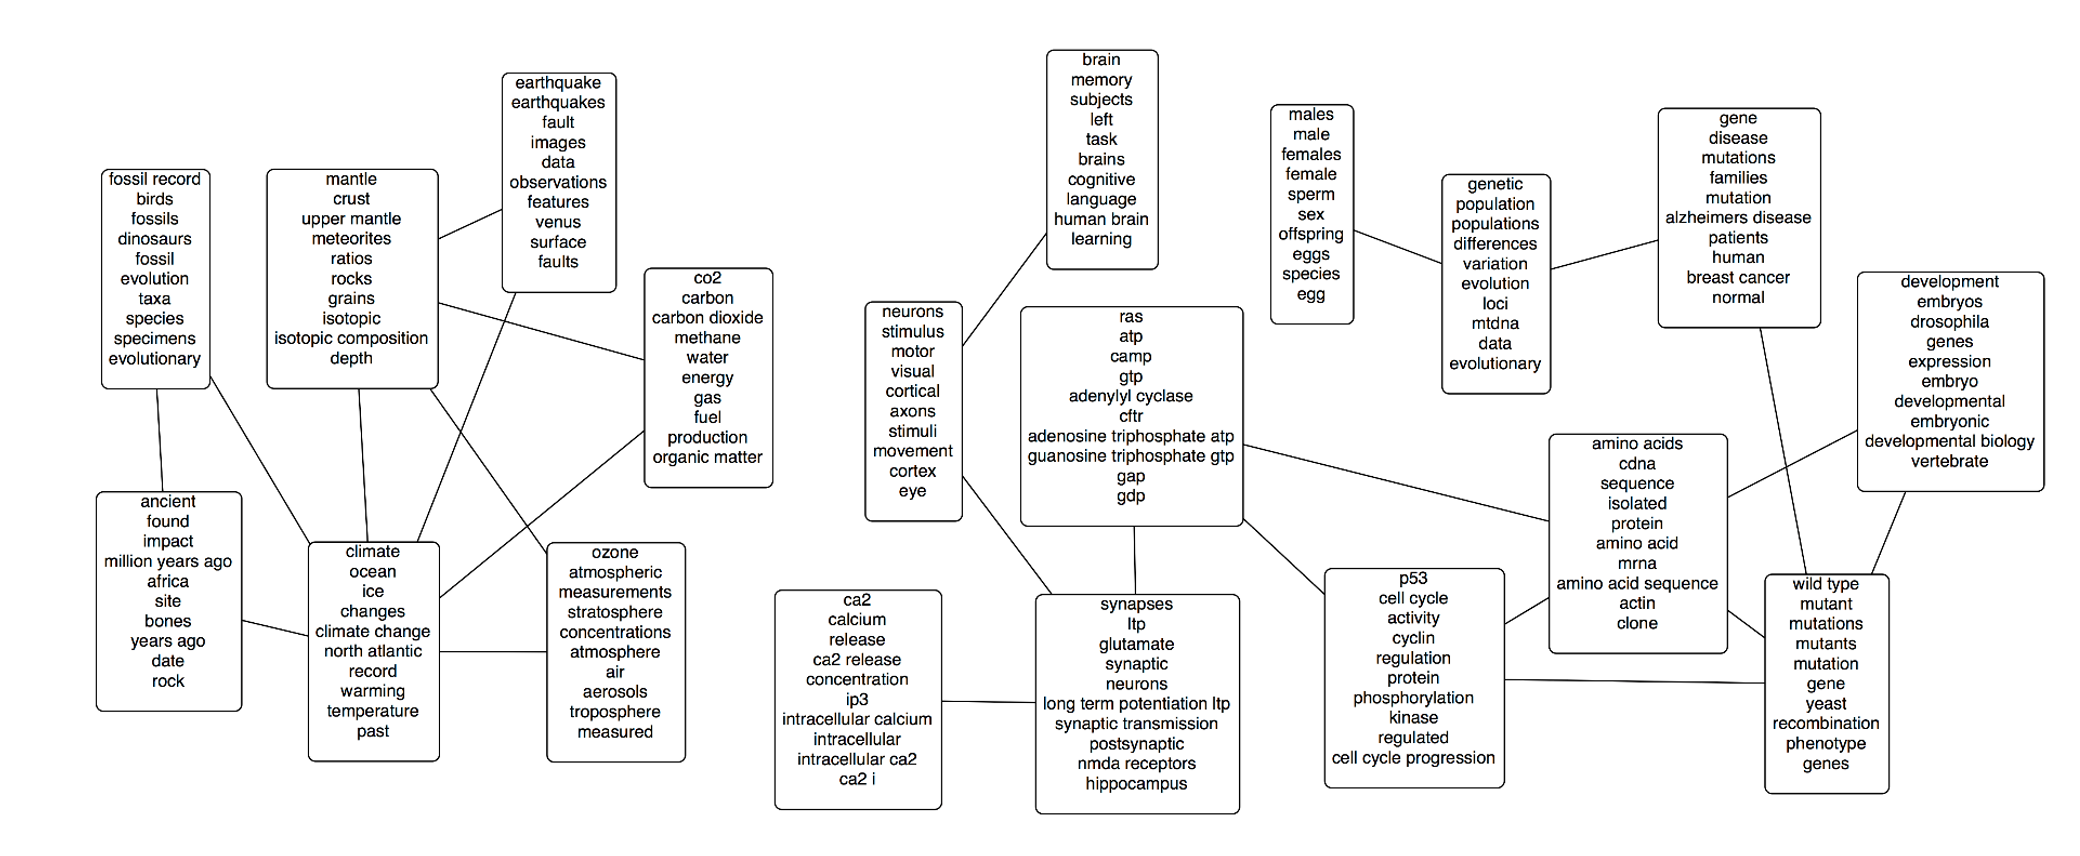 fossil record
birds
fossils
dinosaurs
fossil
evolution
taxa
species
specimens
evolutionary
mantle
crust
upper mantle
meteorites
ratios
rocks
grains
isotopic
isotopic composition
depth
earthquake
earthquakes
fault
images
data
observations
features
venus
surface
faults
co2
carbon
carbon dioxide
methane
water
energy
gas
fuel
production
organic matter
ancient
found
impact
million years ago
africa
site
bones
years ago
date
rock
climate
ocean
ice
changes
climate change
north atlantic
record
warming
temperature
past
ozone
atmospheric
measurements
stratosphere
concentrations
atmosphere
air
aerosols
troposphere
measured
brain
memory
subjects
left
task
brains
cognitive
language
human brain
learning
neurons
stimulus
motor
visual
cortical
axons
stimuli
movement
cortex
eye
ras
atp
camp
gtp
adenylyl cyclase
cftr
adenosine triphosphate atp
guanosine triphosphate gtp
gap
gdp
ca2
calcium
release
ca2 release
concentration
ip3
intracellular calcium
intracellular
intracellular ca2
ca2 i
synapses
ltp
glutamate
synaptic
neurons
long term potentiation ltp
synaptic transmission
postsynaptic
nmda receptors
hippocampus
males
male
females
female
sperm
sex
offspring
eggs
species
egg
genetic
population
populations
differences
variation
evolution
loci
mtdna
data
evolutionary
gene
disease
mutations
families
mutation
alzheimers disease
patients
human
breast cancer
normal
development
embryos
drosophila
genes
expression
embryo
developmental
embryonic
developmental biology
vertebrate
amino acids
cdna
sequence
isolated
protein
amino acid
mrna
amino acid sequence
actin
clone
p53
cell cycle
activity
cyclin
regulation
protein
phosphorylation
kinase
regulated
cell cycle progression
wild type
mutant
mutations
mutants
mutation
gene
yeast
recombination
phenotype
genes